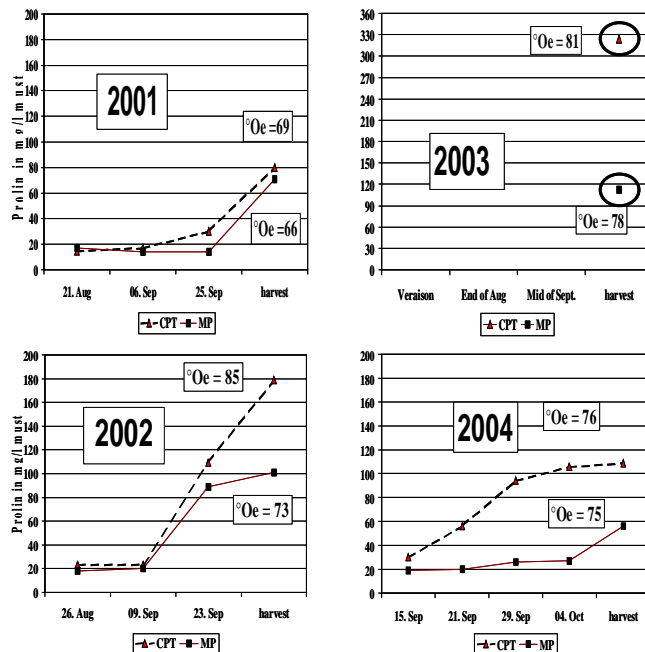 Prolin in mg/l must
200
180
160
140
120
100
80
60
40
20
0
2001
°Oe =69
°Oe =66
21. Aug 06. Sep 25. Sep harvest
CPT MP
360
330
300
270
240
210
180
150
120
90
60
30
0
°Oe = 81
2003
°Oe = 78
Veraison End of Aug Mid of Sept. harvest
CPT MP
Prolin in mg/l must
200
180
160
140
120
100
80
60
40
20
0
°Oe = 85
2002
°Oe = 73
26. Aug 09. Sep 23. Sep harvest
CPT MP
200
180
160
140
120
100
80
60
40
20
0
2004
°Oe = 76
°Oe = 75
15. Sep 21. Sep 29. Sep 04. Oct harvest
CPT MP